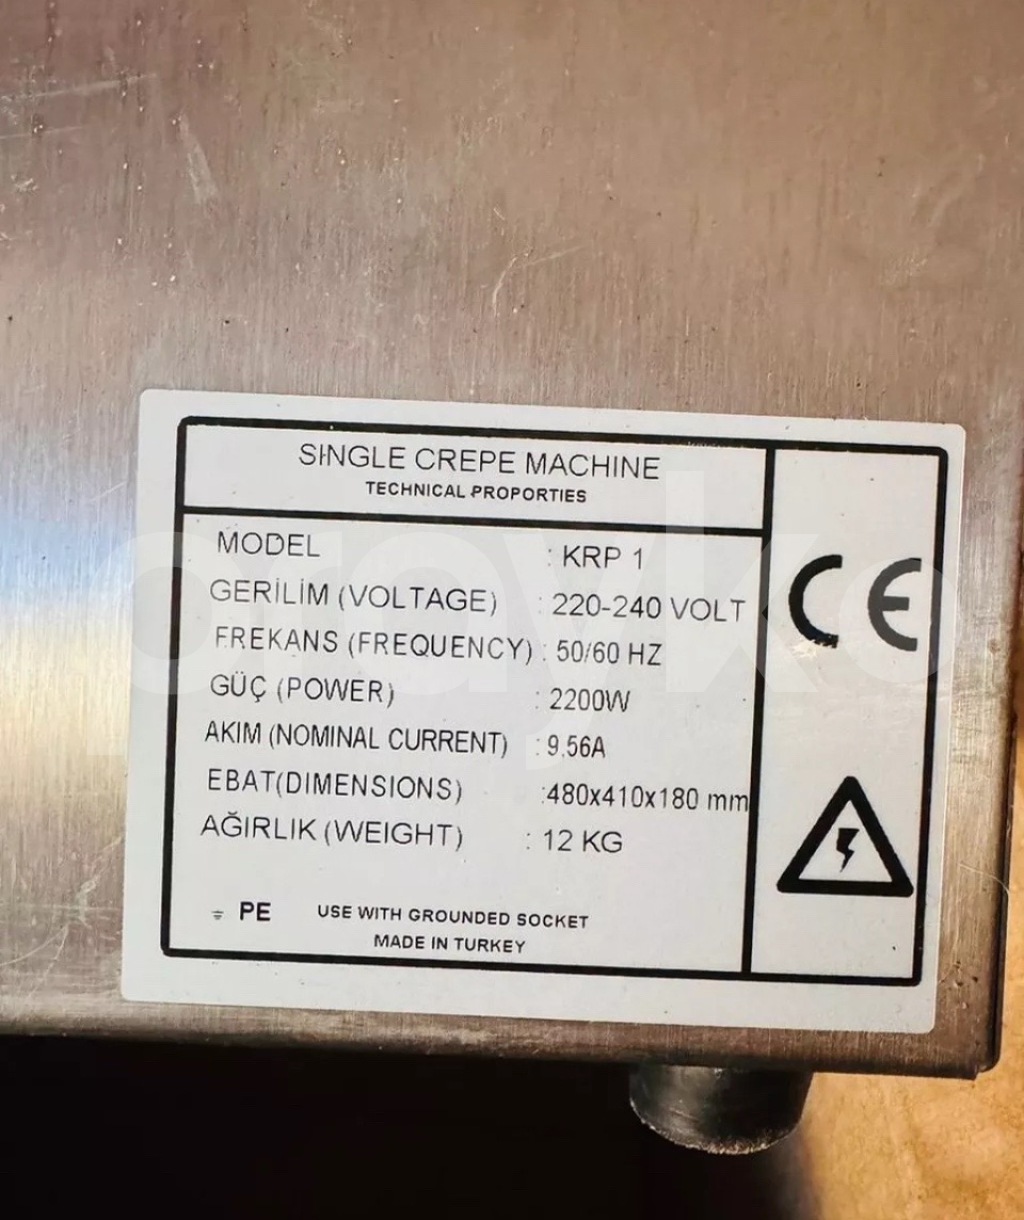 SINGLE CREPE MACHINE
TECHNICAL PROPORTIES
MODEL : KRP 1
GERİLİM (VOLTAGE) : 220-240 VOLT
FREKANS (FREQUENCY) : 50/60 HZ
GÜÇ (POWER) : 2200W
AKIM (NOMINAL CURRENT) : 9.56A
EBAT(DIMENSIONS) :480x410x180 mm
AĞIRLIK (WEIGHT) : 12 KG
PE USE WITH GROUNDED SOCKET
MADE IN TURKEY
CE